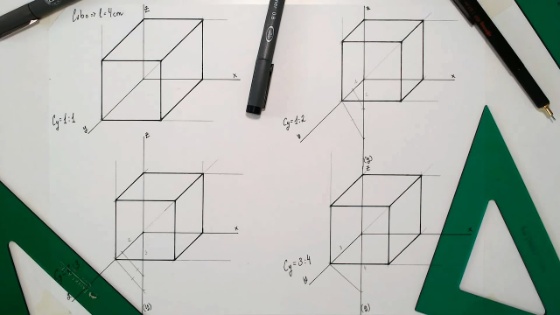 Cubo => l=4cm
z
x
Cy=1:1
y
z
x
Cy=1:2
y
(y)
z
x
y
(y)
z
x
Cy=3:4
y
(y)